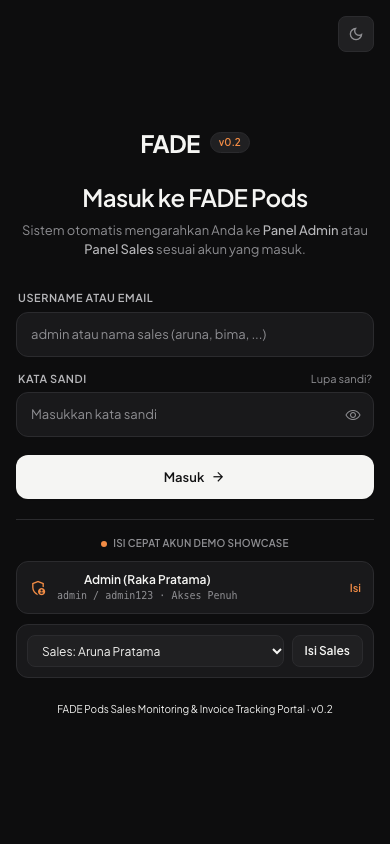 FADE v0.2
Masuk ke FADE Pods
Sistem otomatis mengarahkan Anda ke Panel Admin atau
Panel Sales sesuai akun yang masuk.
USERNAME ATAU EMAIL
admin atau nama sales (aruna, bima, ...)
KATA SANDI Lupa sandi?
Masukkan kata sandi
Masuk →
ISI CEPAT AKUN DEMO SHOWCASE
Admin (Raka Pratama)
admin / admin123 · Akses Penuh
Isi
Sales: Aruna Pratama Isi Sales
FADE Pods Sales Monitoring & Invoice Tracking Portal · v0.2